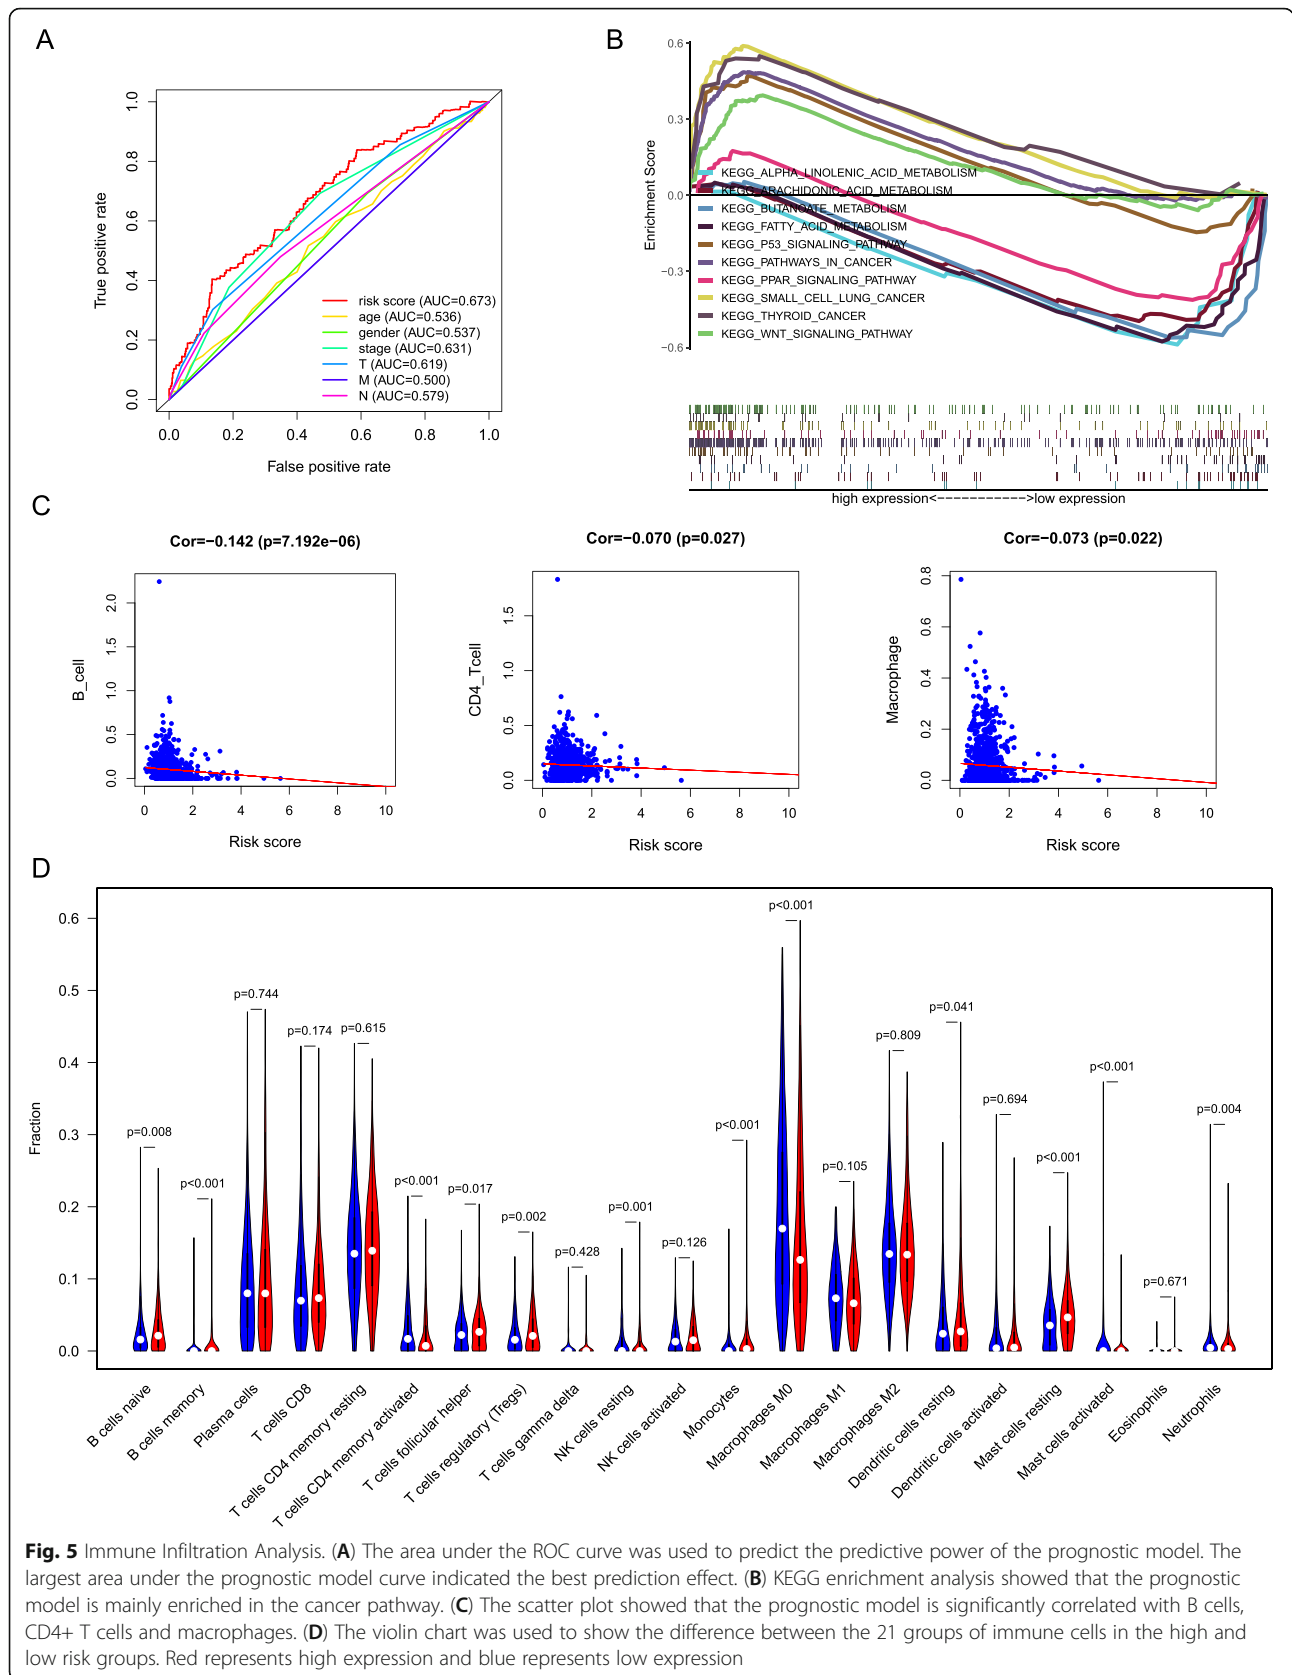 A
True positive rate
1.0
0.8
0.6
0.4
0.2
0.0
risk score (AUC=0.673)
age (AUC=0.536)
gender (AUC=0.537)
stage (AUC=0.631)
T (AUC=0.619)
M (AUC=0.500)
N (AUC=0.579)
0.0 0.2 0.4 0.6 0.8 1.0
False positive rate
B
Enrichment Score
0.6
0.3
0.0
−0.3
−0.6
KEGG_ALPHA_LINOLENIC_ACID_METABOLISM
KEGG_ARACHIDONIC_ACID_METABOLISM
KEGG_BUTANOATE_METABOLISM
KEGG_FATTY_ACID_METABOLISM
KEGG_P53_SIGNALING_PATHWAY
KEGG_PATHWAYS_IN_CANCER
KEGG_PPAR_SIGNALING_PATHWAY
KEGG_SMALL_CELL_LUNG_CANCER
KEGG_THYROID_CANCER
KEGG_WNT_SIGNALING_PATHWAY
high expression<−−−−−−−−−−−>low expression
C
Cor=−0.142 (p=7.192e−06)
B_cell
2.0
1.5
1.0
0.5
0.0
0 2 4 6 8 10
Risk score
Cor=−0.070 (p=0.027)
CD4_Tcell
1.5
1.0
0.5
0.0
0 2 4 6 8 10
Risk score
Cor=−0.073 (p=0.022)
Macrophage
0.8
0.6
0.4
0.2
0.0
0 2 4 6 8 10
Risk score
D
Fraction
0.6
0.5
0.4
0.3
0.2
0.1
0.0
p=0.008
p<0.001
p=0.744
p=0.174
p=0.615
p<0.001
p=0.017
p=0.002
p=0.428
p=0.001
p=0.126
p<0.001
p<0.001
p=0.105
p=0.809
p=0.041
p=0.694
p<0.001
p<0.001
p=0.671
p=0.004
B cells naive
B cells memory
Plasma cells
T cells CD8
T cells CD4 memory resting
T cells CD4 memory activated
T cells follicular helper
T cells regulatory (Tregs)
T cells gamma delta
NK cells resting
NK cells activated
Monocytes
Macrophages M0
Macrophages M1
Macrophages M2
Dendritic cells resting
Dendritic cells activated
Mast cells resting
Mast cells activated
Eosinophils
Neutrophils
Fig. 5 Immune Infiltration Analysis. (A) The area under the ROC curve was used to predict the predictive power of the prognostic model. The
largest area under the prognostic model curve indicated the best prediction effect. (B) KEGG enrichment analysis showed that the prognostic
model is mainly enriched in the cancer pathway. (C) The scatter plot showed that the prognostic model is significantly correlated with B cells,
CD4+ T cells and macrophages. (D) The violin chart was used to show the difference between the 21 groups of immune cells in the high and
low risk groups. Red represents high expression and blue represents low expression